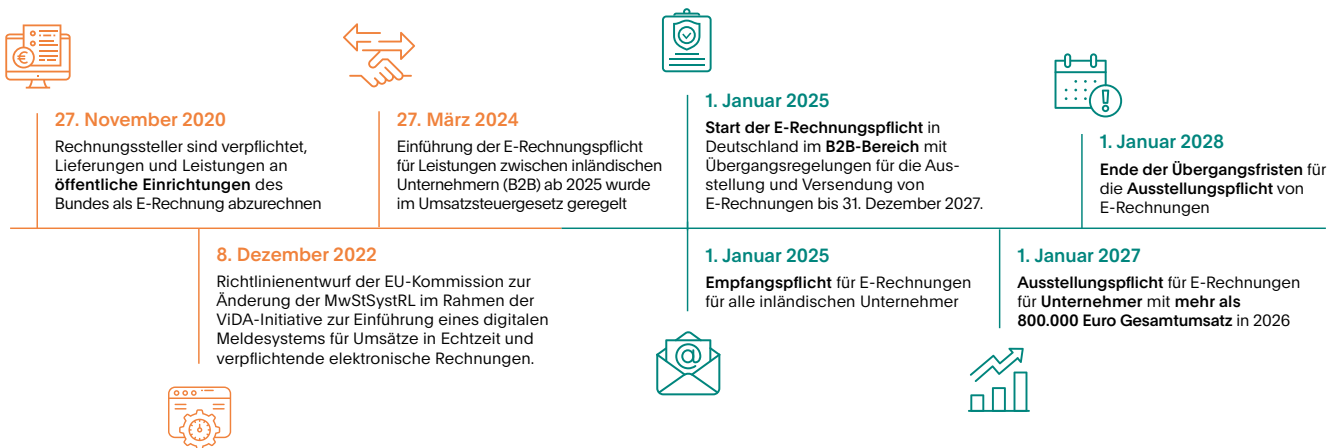 27. November 2020
Rechnungssteller sind verpflichtet,
Lieferungen und Leistungen an
öffentliche Einrichtungen des
Bundes als E-Rechnung abzurechnen
27. März 2024
Einführung der E-Rechnungspflicht
für Leistungen zwischen inländischen
Unternehmern (B2B) ab 2025 wurde
im Umsatzsteuergesetz geregelt
1. Januar 2025
Start der E-Rechnungspflicht in
Deutschland im B2B-Bereich mit
Übergangsregelungen für die Aus-
stellung und Versendung von
E-Rechnungen bis 31. Dezember 2027.
1. Januar 2028
Ende der Übergangsfristen für
die Ausstellungspflicht von
E-Rechnungen
8. Dezember 2022
Richtlinienentwurf der EU-Kommission zur
Änderung der MwStSystRL im Rahmen der
ViDA-Initiative zur Einführung eines digitalen
Meldesystems für Umsätze in Echtzeit und
verpflichtende elektronische Rechnungen.
1. Januar 2025
Empfangspflicht für E-Rechnungen
für alle inländischen Unternehmer
1. Januar 2027
Ausstellungspflicht für E-Rechnungen
für Unternehmer mit mehr als
800.000 Euro Gesamtumsatz in 2026